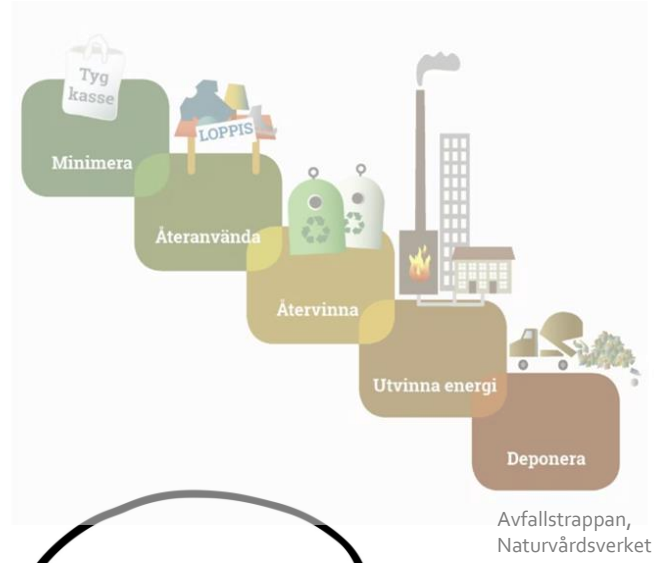 Tyg
kasse
Minimera
LOPPIS
Återanvända
Återvinna
Utvinna energi
Deponera
Avfallstrappan,
Naturvårdsverket